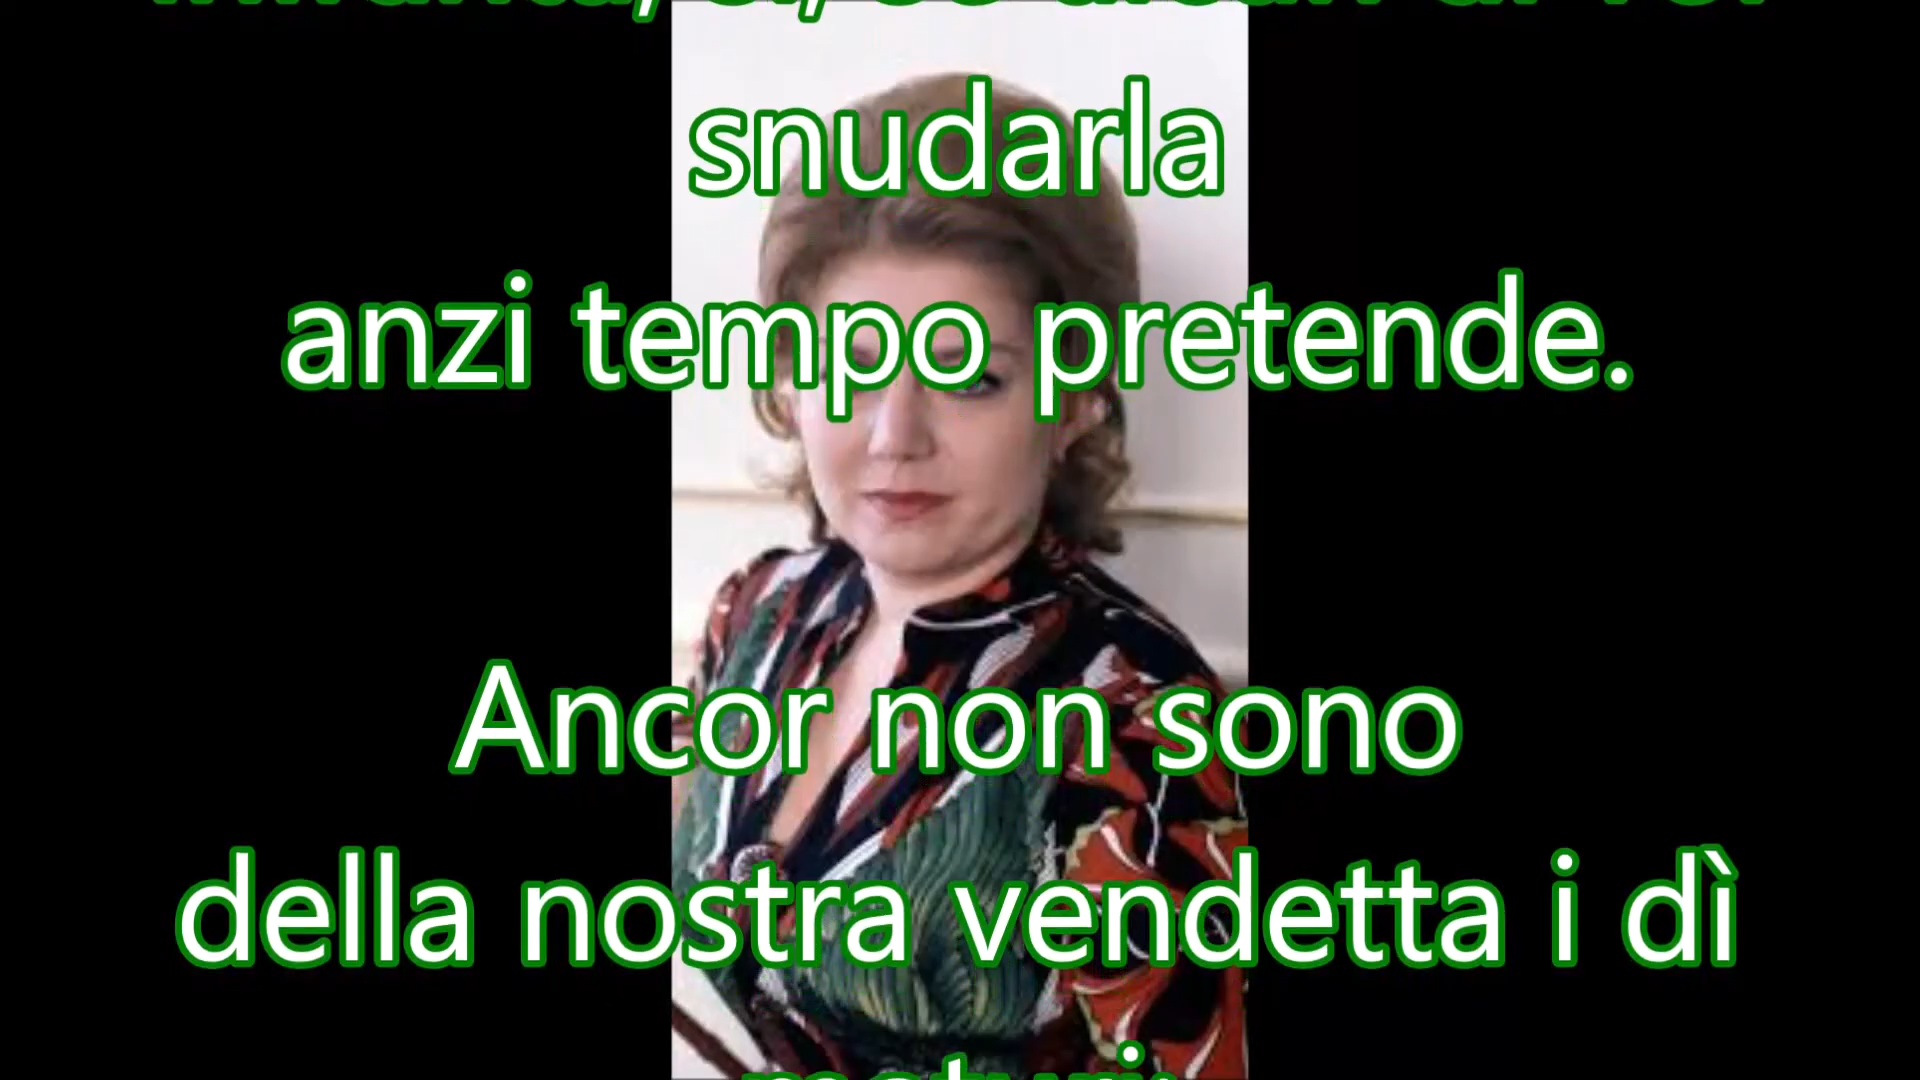 snudarla
anzi tempo pretende.
Ancor non sono
della nostra vendetta i dì